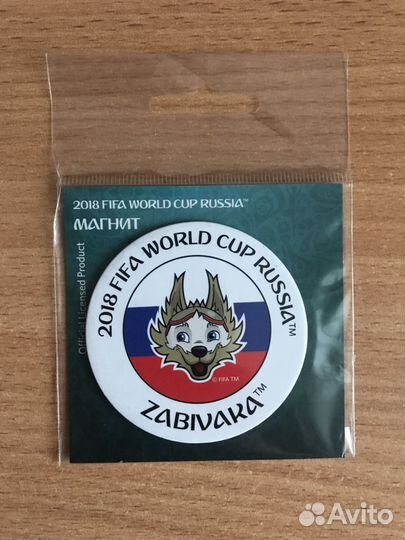 2018 FIFA WORLD CUP RUSSIA™
МАГНИТ
Official Licensed Product
2018 FIFA WORLD CUP RUSSIA™
© FIFA TM
ZABIVAKA™
Avito